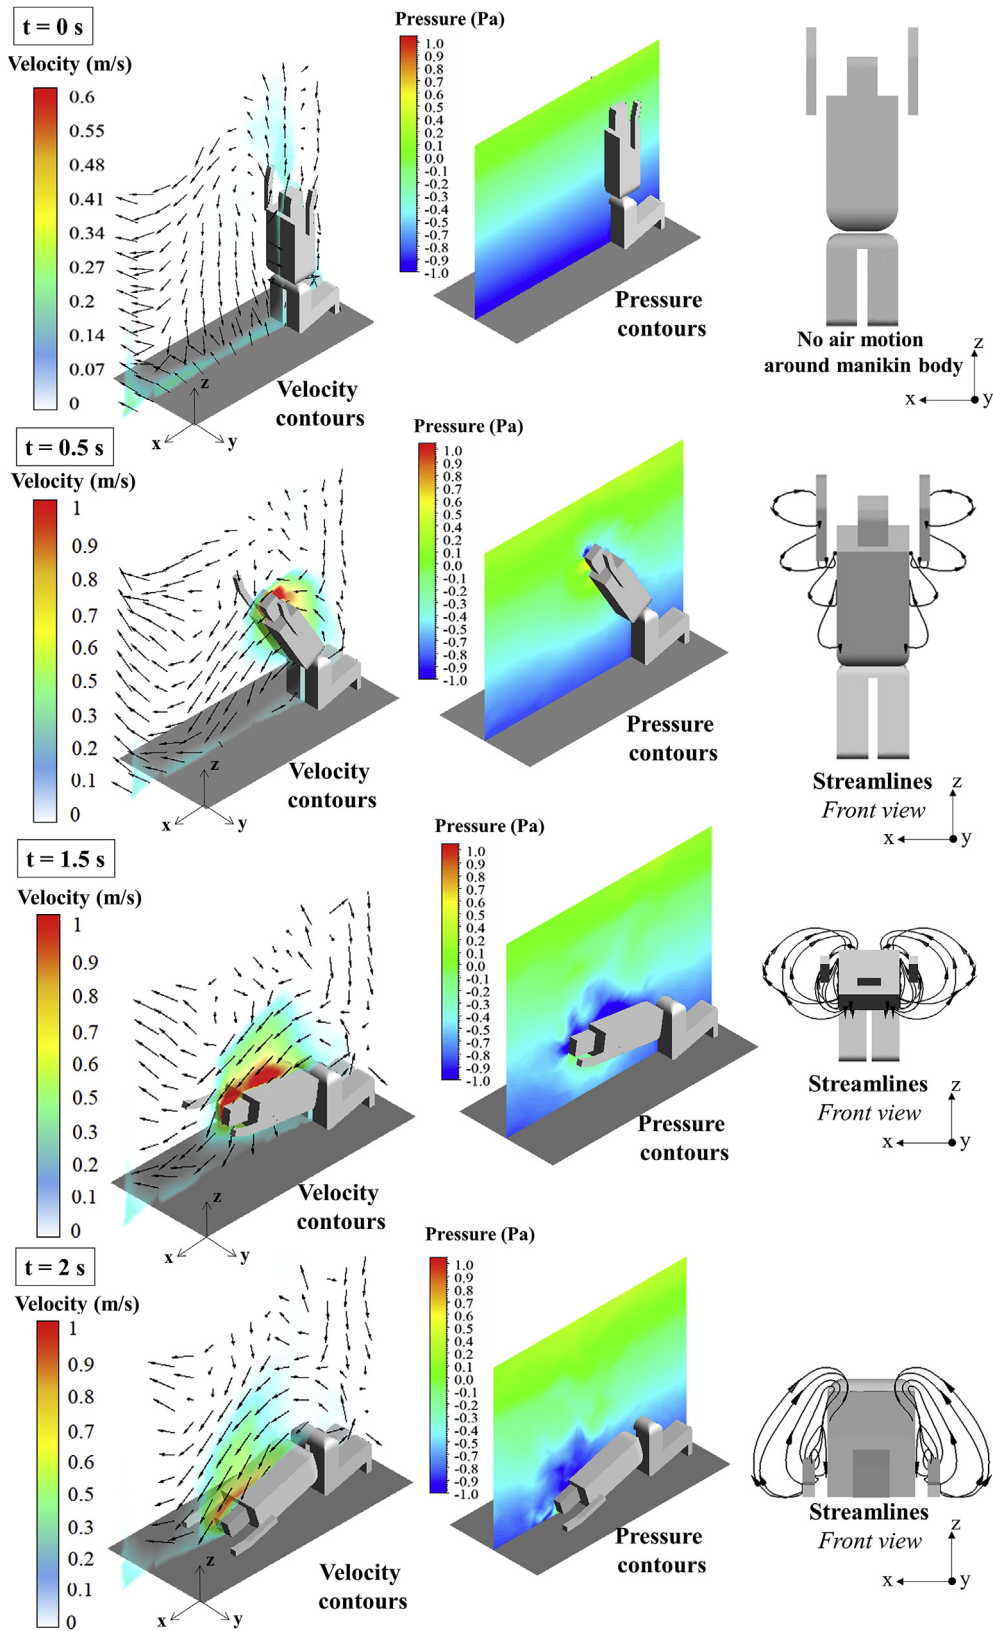 t = 0 s
Velocity (m/s)
0.6
0.55
0.48
0.41
0.34
0.27
0.2
0.14
0.07
0
z
x
y
Velocity
contours
Pressure (Pa)
1.0
0.9
0.7
0.6
0.4
0.3
0.2
0.1
0.0
-0.1
-0.2
-0.3
-0.4
-0.5
-0.6
-0.7
-0.8
-0.9
-1.0
Pressure
contours
No air motion
around manikin body
z
x
y
t = 0.5 s
Velocity (m/s)
1
0.9
0.8
0.7
0.6
0.5
0.3
0.2
0.1
0
z
x
y
Velocity
contours
Pressure (Pa)
1.0
0.9
0.7
0.6
0.4
0.3
0.2
0.1
0.0
-0.1
-0.2
-0.3
-0.4
-0.5
-0.6
-0.7
-0.8
-0.9
-1.0
Pressure
contours
Streamlines
Front view
z
x
y
t = 1.5 s
Velocity (m/s)
1
0.9
0.8
0.7
0.6
0.5
0.3
0.2
0.1
0
z
x
y
Velocity
contours
Pressure (Pa)
1.0
0.9
0.7
0.6
0.4
0.3
0.2
0.1
0.0
-0.1
-0.2
-0.3
-0.4
-0.5
-0.6
-0.7
-0.8
-0.9
-1.0
Pressure
contours
Streamlines
Front view
z
x
y
t = 2 s
Velocity (m/s)
1
0.9
0.8
0.7
0.6
0.5
0.3
0.2
0.1
0
z
x
y
Velocity
contours
Pressure (Pa)
1.0
0.9
0.7
0.6
0.4
0.3
0.2
0.1
0.0
-0.1
-0.2
-0.3
-0.4
-0.5
-0.6
-0.7
-0.8
-0.9
-1.0
Pressure
contours
Streamlines
Front view
z
x
y